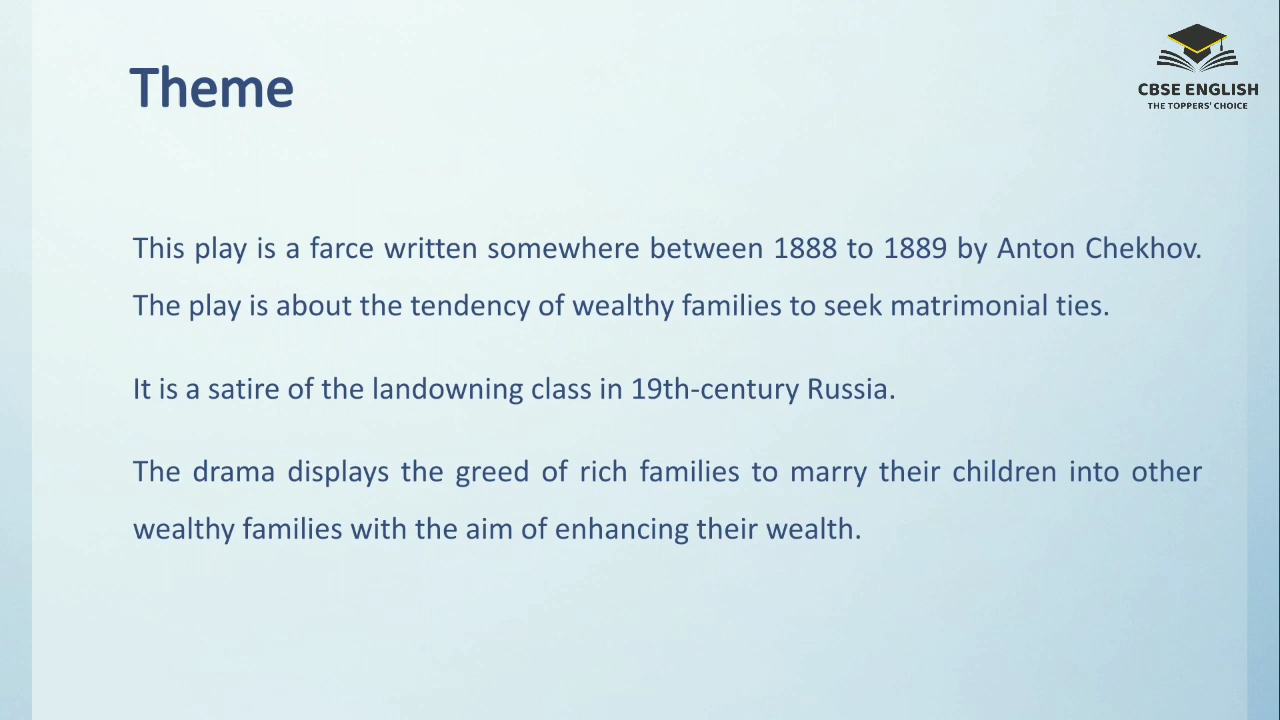 Theme
CBSE ENGLISH
THE TOPPERS' CHOICE
This play is a farce written somewhere between 1888 to 1889 by Anton Chekhov.
The play is about the tendency of wealthy families to seek matrimonial ties.
It is a satire of the landowning class in 19th-century Russia.
The drama displays the greed of rich families to marry their children into other
wealthy families with the aim of enhancing their wealth.